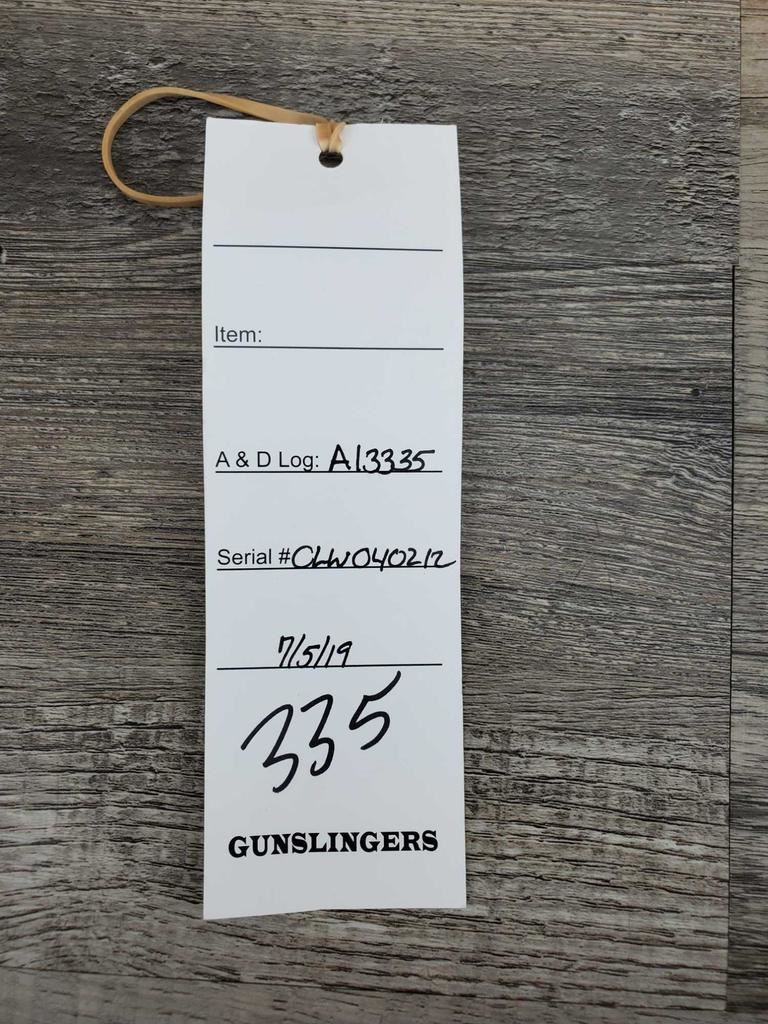 Item:
A & D Log: A13335
Serial #CLW040212
7/5/19
335
GUNSLINGERS